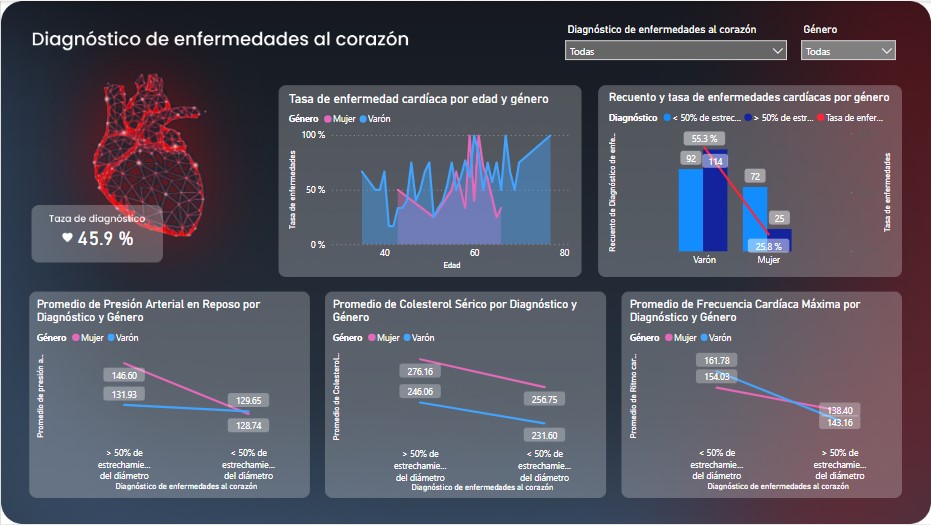 Diagnóstico de enfermedades al corazón
Diagnóstico de enfermedades al corazón
Todas
Género
Todas
Taza de diagnóstico
45.9 %
Tasa de enfermedad cardíaca por edad y género
Género Mujer Varón
Tasa de enfermedades
100 %
50 %
0 %
40 60 80
Edad
Recuento y tasa de enfermedades cardíacas por género
Diagnóstico < 50% de estrec... > 50% de estr... Tasa de enfer...
Recuento de Diagnóstico de enfe...
Tasa de enfermedades
55.3 %
92
114
72
25
25.8 %
Varón Mujer
Promedio de Presión Arterial en Reposo por
Diagnóstico y Género
Género Mujer Varón
Promedio de presión a...
146.60
131.93
129.65
128.74
> 50% de < 50% de
estrechamie... estrechamie...
del diámetro del diámetro
Diagnóstico de enfermedades al corazón
Promedio de Colesterol Sérico por Diagnóstico y
Género
Género Mujer Varón
Promedio de Colesterol...
276.16
246.06
256.75
231.60
> 50% de < 50% de
estrechamie... estrechamie...
del diámetro del diámetro
Diagnóstico de enfermedades al corazón
Promedio de Frecuencia Cardíaca Máxima por
Diagnóstico y Género
Género Mujer Varón
Promedio de Ritmo car...
161.78
154.03
138.40
143.16
< 50% de > 50% de
estrechamie... estrechamie...
del diámetro del diámetro
Diagnóstico de enfermedades al corazón